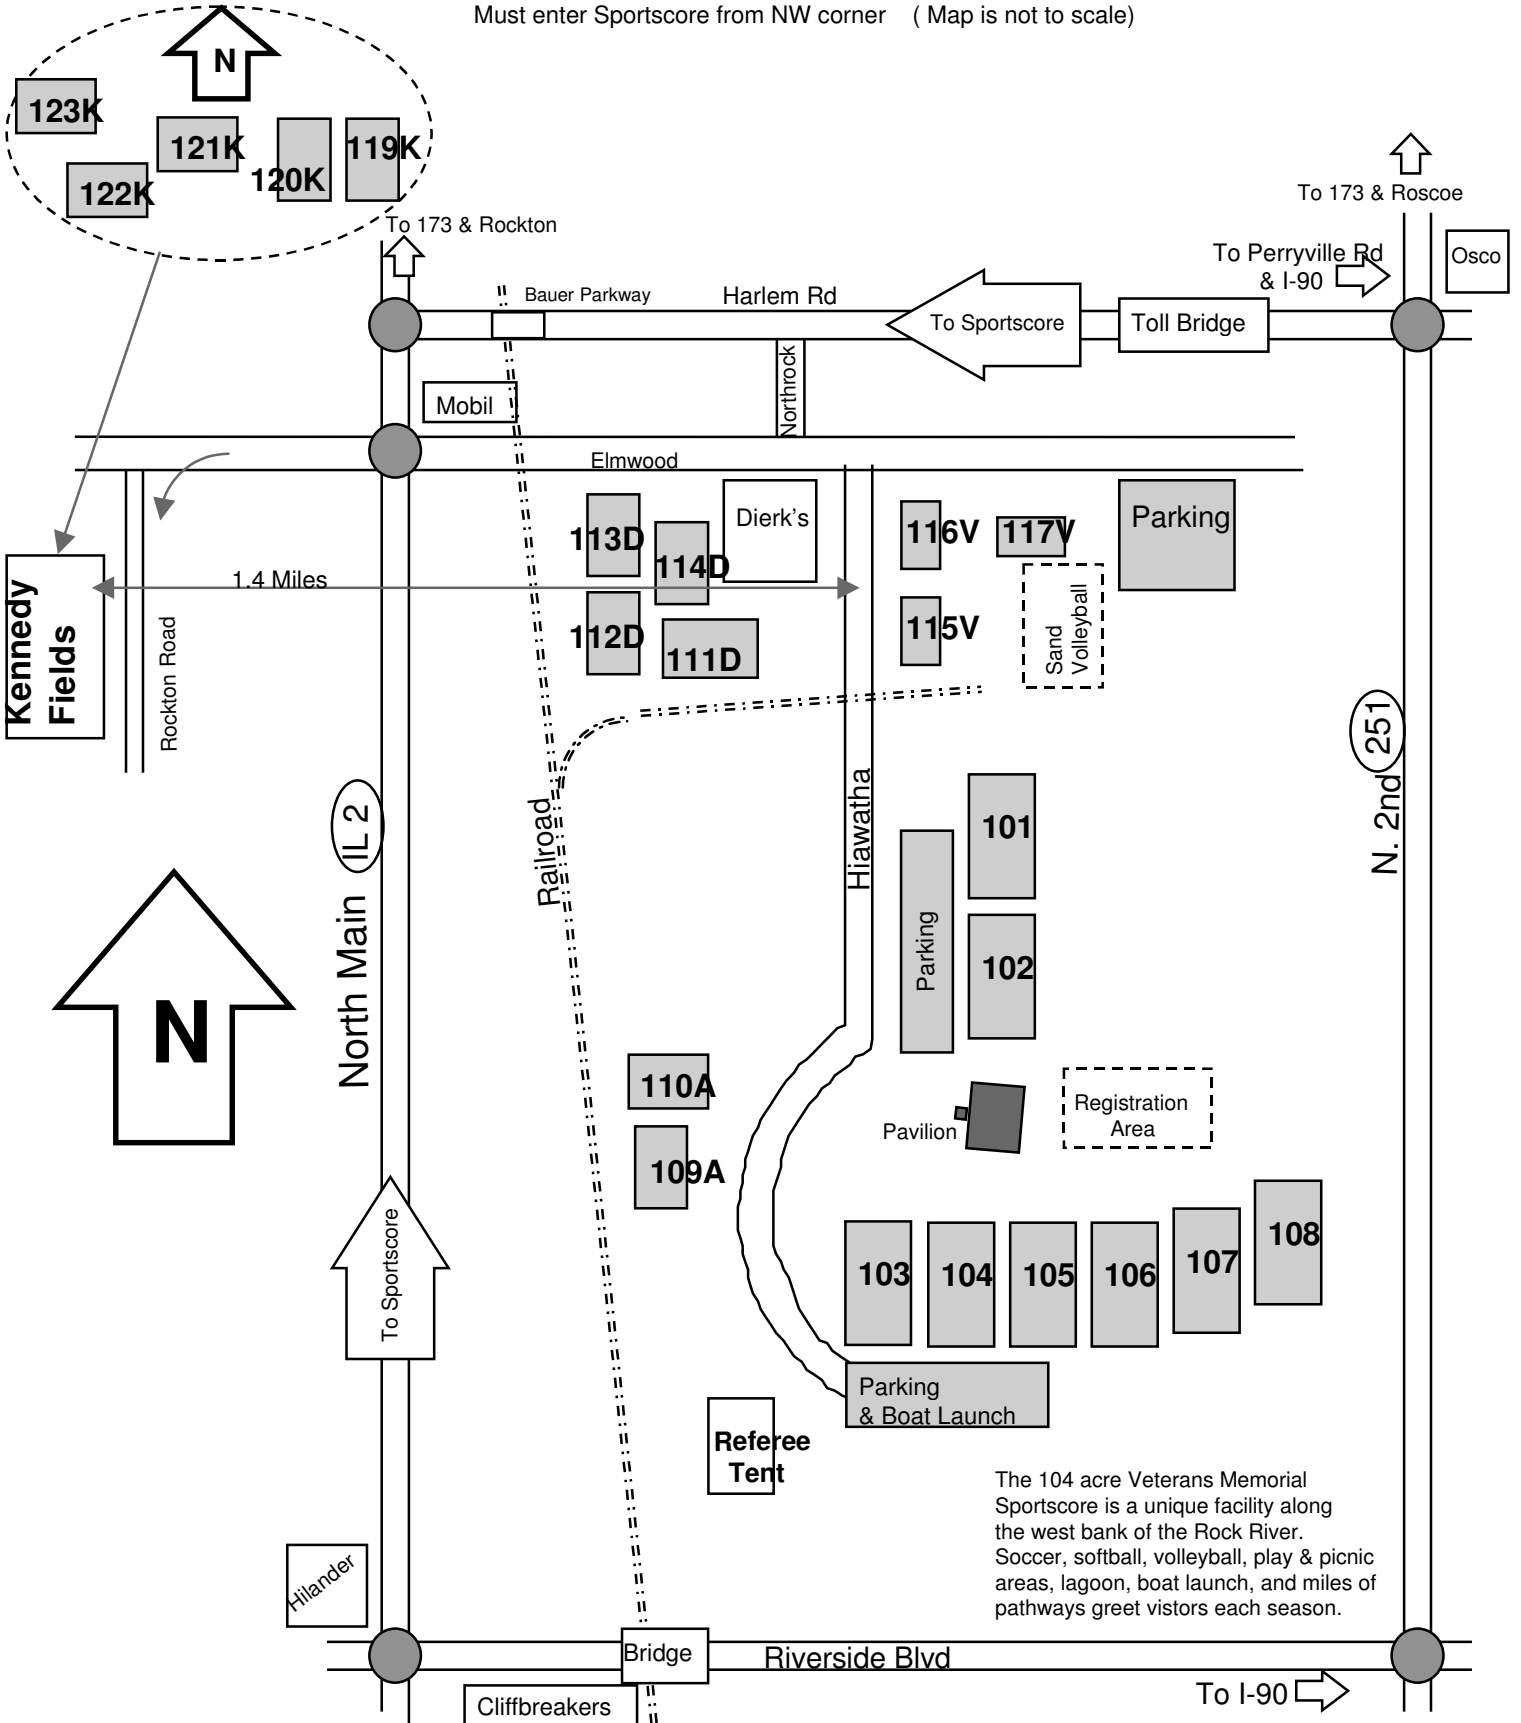 Must enter Sportscore from NW corner ( Map is not to scale)
N
123K
121K
119K
120K
122K
To 173 & Rockton
To 173 & Roscoe
To Perryville Rd
& I-90
Osco
Bauer Parkway
Harlem Rd
To Sportscore
Toll Bridge
Northrock
Mobil
Elmwood
Dierk's
113D
114D
116V
117V
Parking
1.4 Miles
Kennedy
Fields
Rockton Road
112D
111D
115V
Sand
Volleyball
251
N. 2nd
IL 2
North Main
Railroad
Hiawatha
101
Parking
102
N
110A
109A
Pavilion
Registration
Area
To Sportscore
103
104
105
106
107
108
Parking
& Boat Launch
Referee
Tent
The 104 acre Veterans Memorial
Sportscore is a unique facility along
the west bank of the Rock River.
Soccer, softball, volleyball, play & picnic
areas, lagoon, boat launch, and miles of
pathways greet vistors each season.
Hilander
Bridge
Riverside Blvd
Cliffbreakers
To I-90